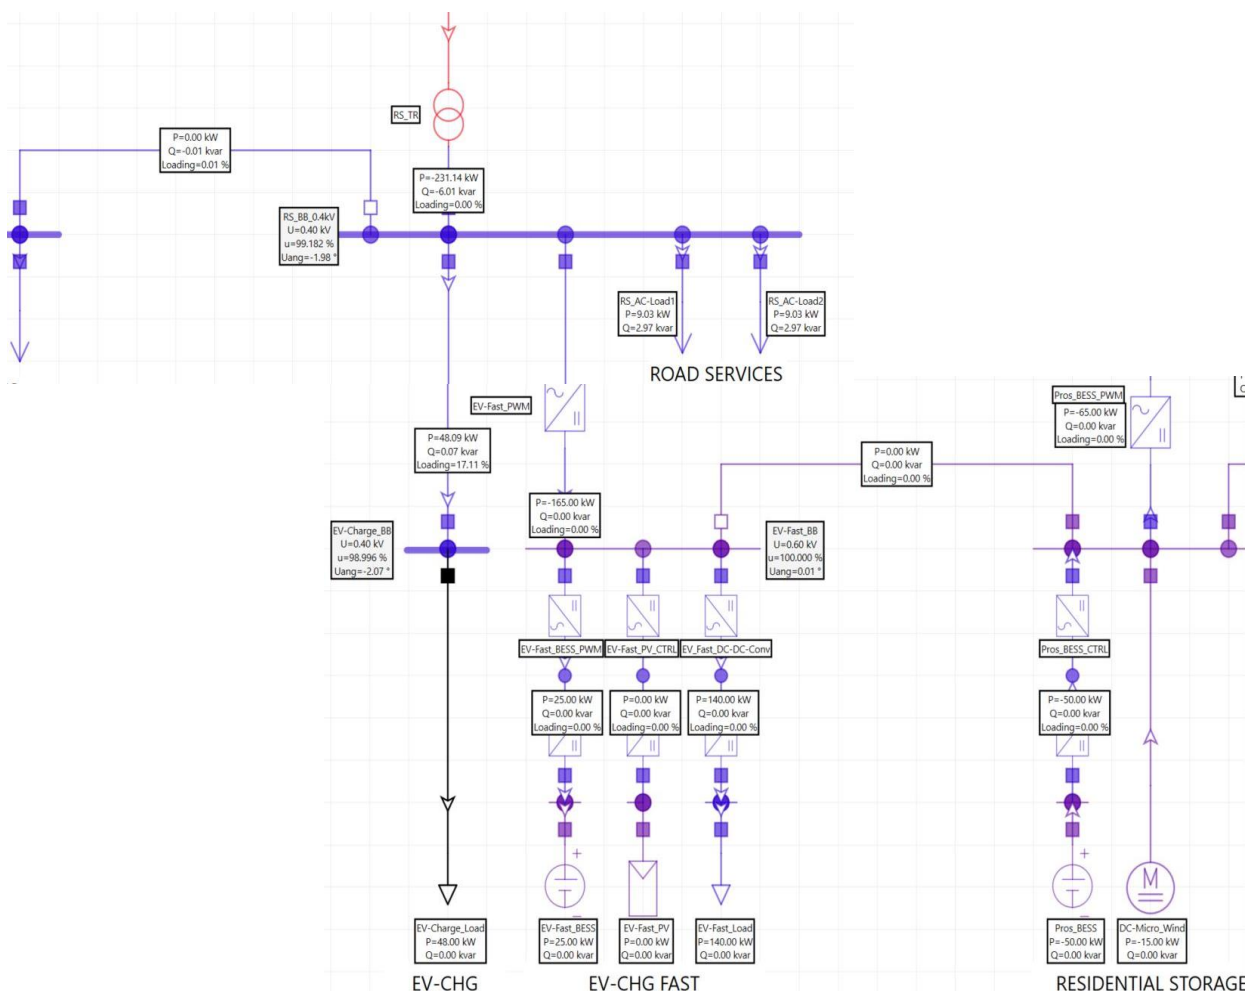 RS_TR
P=0.00 kW
Q=-0.01 kvar
Loading=0.01 %
P=-231.14 kW
Q=-6.01 kvar
Loading=0.00 %
RS_BB_0.4kV
U=0.40 kV
u=99.182 %
Uang=-1.98 °
RS_AC-Load1
P=9.03 kW
Q=2.97 kvar
RS_AC-Load2
P=9.03 kW
Q=2.97 kvar
ROAD SERVICES
EV-Fast_PWM
Pros_BESS_PWM
P=-65.00 kW
Q=0.00 kvar
Loading=0.00 %
P=48.09 kW
Q=0.07 kvar
Loading=17.11 %
P=0.00 kW
Q=0.00 kvar
Loading=0.00 %
P=-165.00 kW
Q=0.00 kvar
Loading=0.00 %
EV-Charge_BB
U=0.40 kV
u=98.996 %
Uang=-2.07 °
EV-Fast_BB
U=0.60 kV
u=100.000 %
Uang=0.01 °
EV-Fast_BESS_PWM
EV-Fast_PV_CTRL
EV_Fast_DC-DC-Conv
Pros_BESS_CTRL
P=25.00 kW
Q=0.00 kvar
Loading=0.00 %
P=0.00 kW
Q=0.00 kvar
Loading=0.00 %
P=140.00 kW
Q=0.00 kvar
Loading=0.00 %
P=-50.00 kW
Q=0.00 kvar
Loading=0.00 %
M
EV-Charge_Load
P=48.00 kW
Q=0.00 kvar
EV-Fast_BESS
P=25.00 kW
Q=0.00 kvar
EV-Fast_PV
P=0.00 kW
Q=0.00 kvar
EV-Fast_Load
P=140.00 kW
Q=0.00 kvar
Pros_BESS
P=-50.00 kW
Q=0.00 kvar
DC-Micro_Wind
P=-15.00 kW
Q=0.00 kvar
EV-CHG
EV-CHG FAST
RESIDENTIAL STORAGE